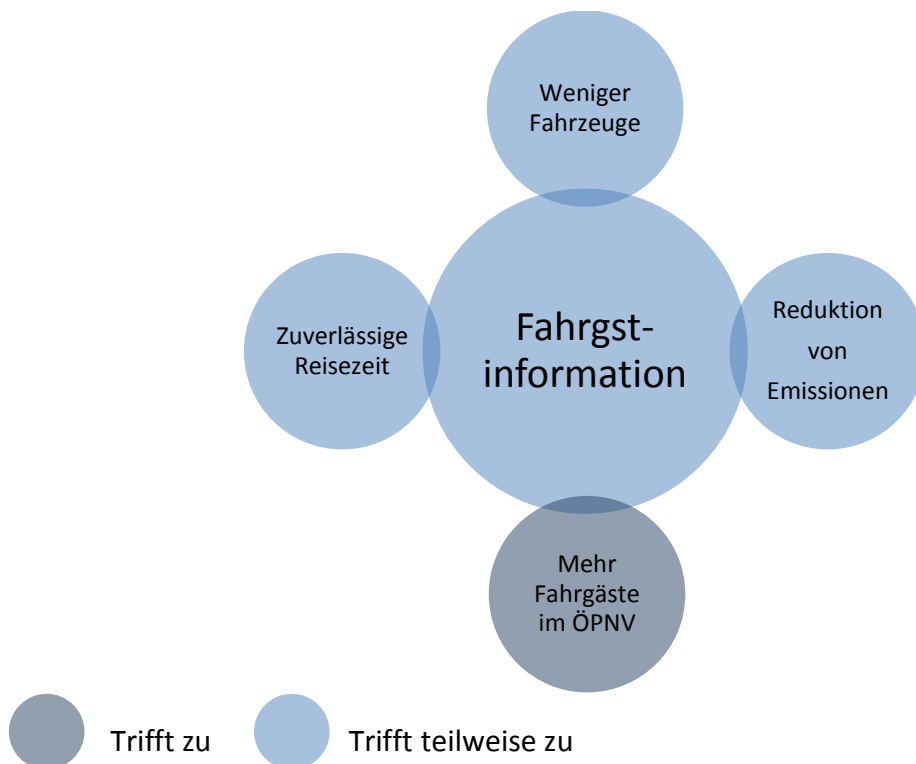 Weniger
Fahrzeuge
Zuverlässige
Reisezeit
Fahrgst-
information
Reduktion
von
Emissionen
Mehr
Fahrgäste
im ÖPNV
Trifft zu
Trifft teilweise zu